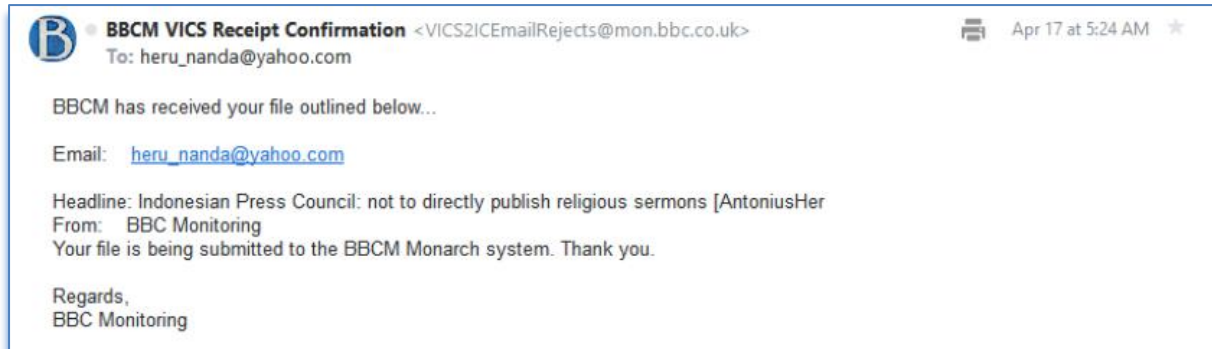 B
BBCM VICS Receipt Confirmation <VICS2ICEmailRejects@mon.bbc.co.uk> Apr 17 at 5:24 AM
To: heru_nanda@yahoo.com
BBCM has received your file outlined below...
Email: heru_nanda@yahoo.com
Headline: Indonesian Press Council: not to directly publish religious sermons [AntoniusHer
From: BBC Monitoring
Your file is being submitted to the BBCM Monarch system. Thank you.
Regards,
BBC Monitoring